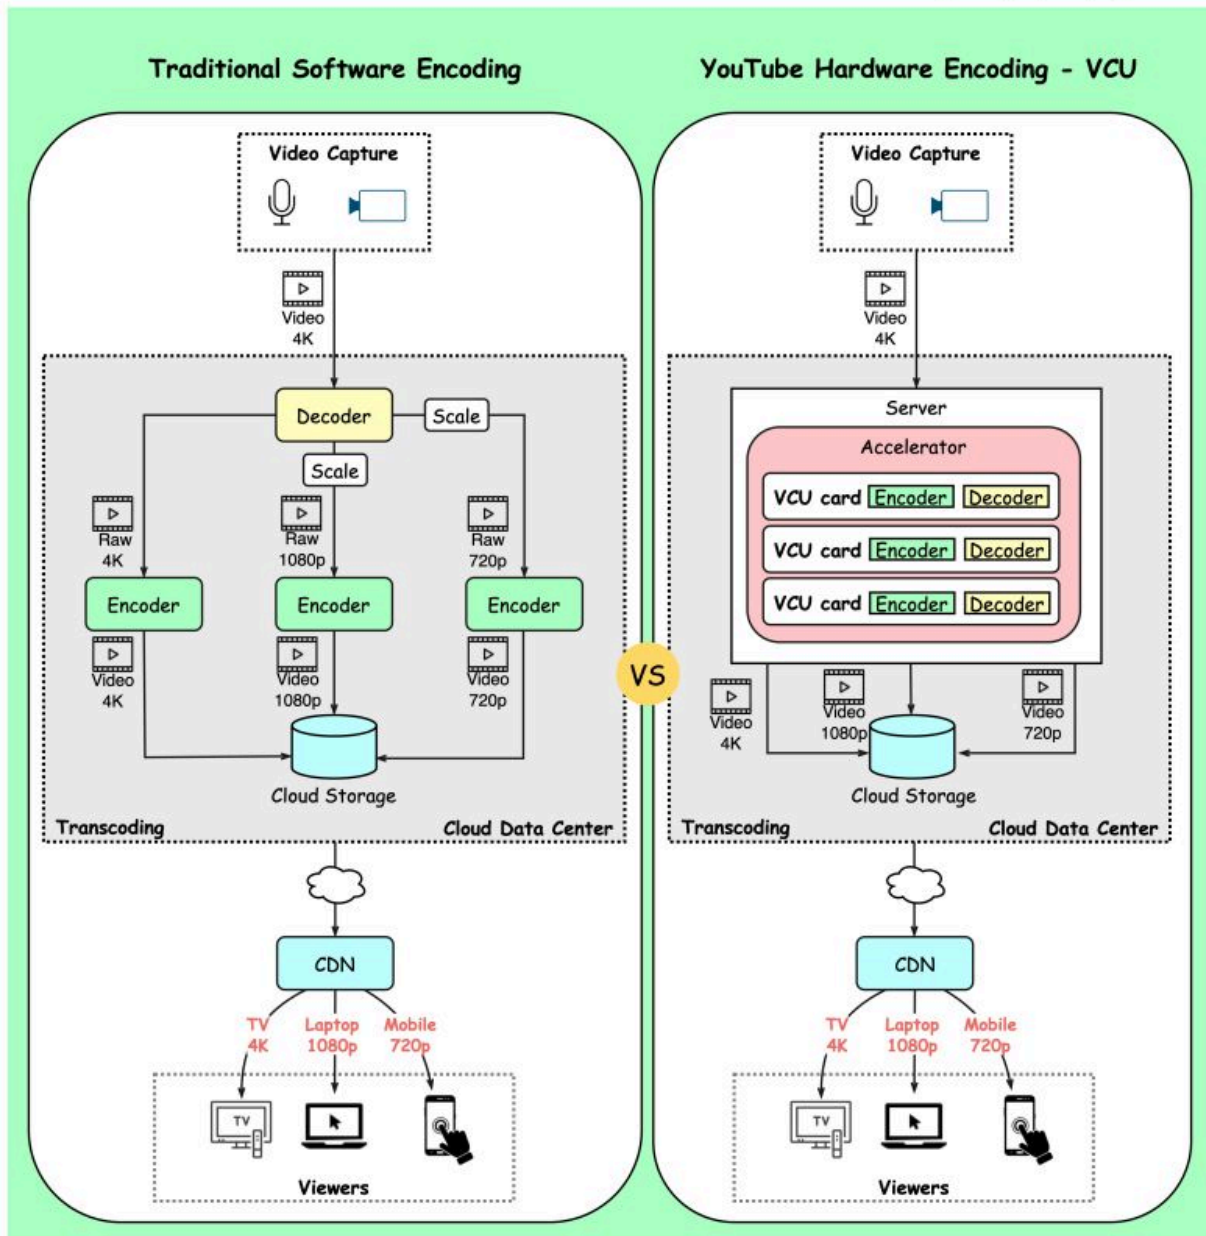 Traditional Software Encoding
Video Capture
Video
4K
Decoder
Scale
Scale
Raw
4K
Raw
1080p
Raw
720p
Encoder
Encoder
Encoder
Video
4K
Video
1080p
Video
720p
Cloud Storage
Transcoding
Cloud Data Center
CDN
TV
4K
Laptop
1080p
Mobile
720p
TV
Viewers
VS
YouTube Hardware Encoding - VCU
Video Capture
Video
4K
Server
Accelerator
VCU card Encoder Decoder
VCU card Encoder Decoder
VCU card Encoder Decoder
Video
4K
Video
1080p
Video
720p
Cloud Storage
Transcoding
Cloud Data Center
CDN
TV
4K
Laptop
1080p
Mobile
720p
TV
Viewers